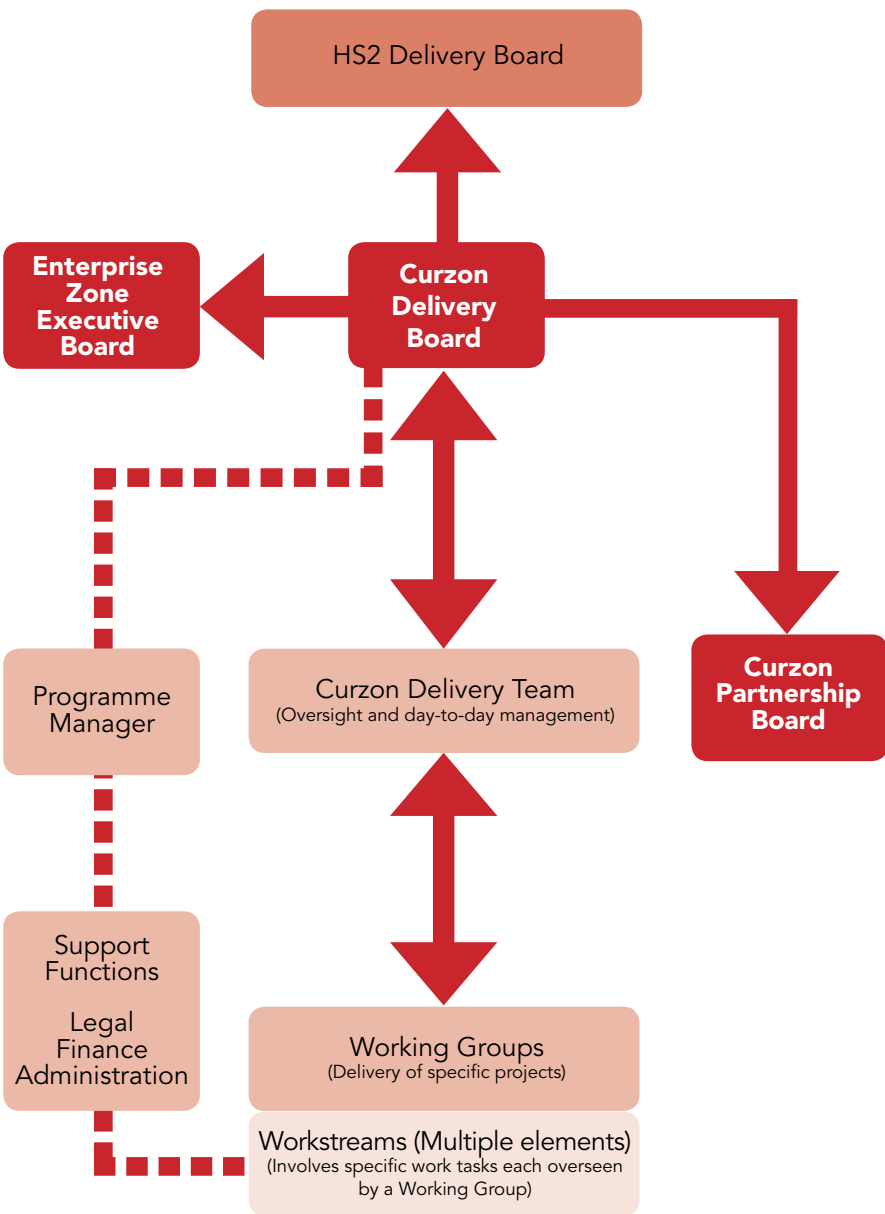 HS2 Delivery Board
Enterprise
Zone
Executive
Board
Curzon
Delivery
Board
Programme
Manager
Curzon Delivery Team
(Oversight and day-to-day management)
Curzon
Partnership
Board
Support
Functions
Legal
Finance
Administration
Working Groups
(Delivery of specific projects)
Workstreams (Multiple elements)
(Involves specific work tasks each overseen
by a Working Group)